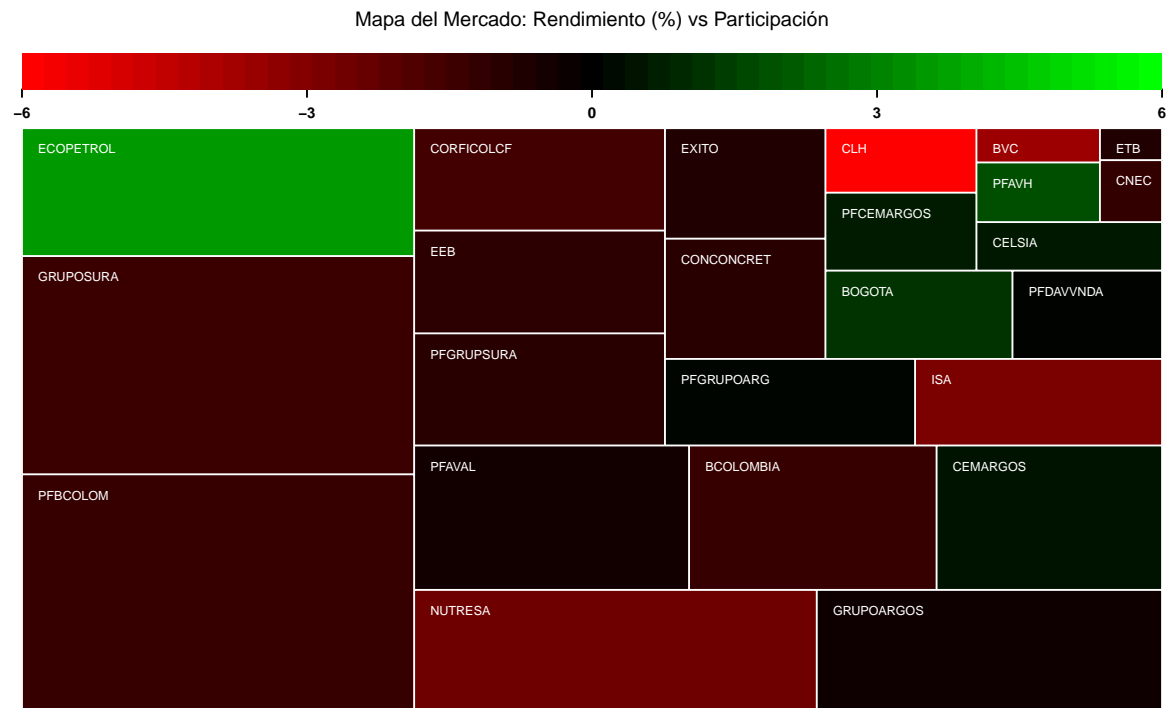 Mapa del Mercado: Rendimiento (%) vs Participación
−6 −3 0 3 6
ECOPETROL
CORFICOLCF
EXITO
CLH
BVC
ETB
PFAVH
CNEC
PFCEMARGOS
CELSIA
EEB
CONCONCRET
GRUPOSURA
BOGOTA
PFDAVVNDA
PFGRUPSURA
PFGRUPOARG
ISA
PFAVAL
BCOLOMBIA
CEMARGOS
PFBCOLOM
NUTRESA
GRUPOARGOS